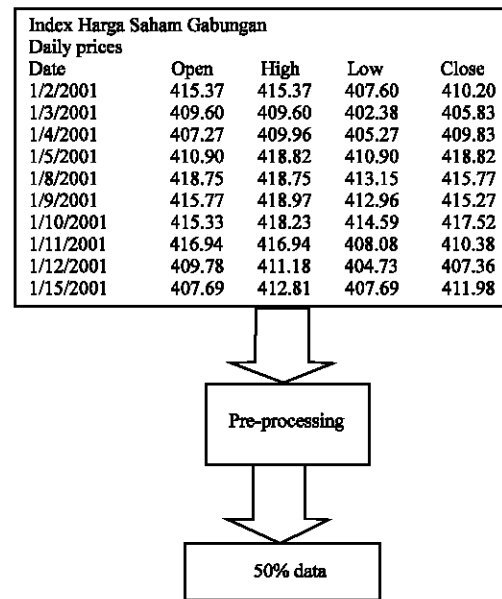 Index Harga Saham Gabungan
Daily prices
Date Open High Low Close
1/2/2001 415.37 415.37 407.60 410.20
1/3/2001 409.60 409.60 402.38 405.83
1/4/2001 407.27 409.96 405.27 409.83
1/5/2001 410.90 418.82 410.90 418.82
1/8/2001 418.75 418.75 413.15 415.77
1/9/2001 415.77 418.97 412.96 415.27
1/10/2001 415.33 418.23 414.59 417.52
1/11/2001 416.94 416.94 408.08 410.38
1/12/2001 409.78 411.18 404.73 407.36
1/15/2001 407.69 412.81 407.69 411.98
Pre-processing
50% data